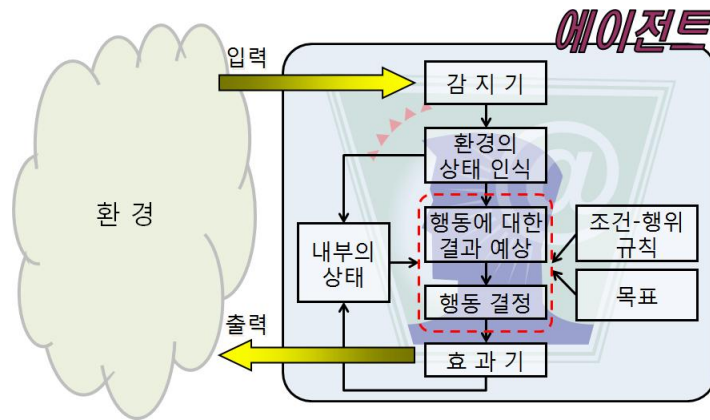 에이전트
입력
감 지 기
환경의
상태 인식
환 경
행동에 대한
결과 예상
조건-행위
규칙
내부의
상태
행동 결정
목표
출력
효 과 기
@